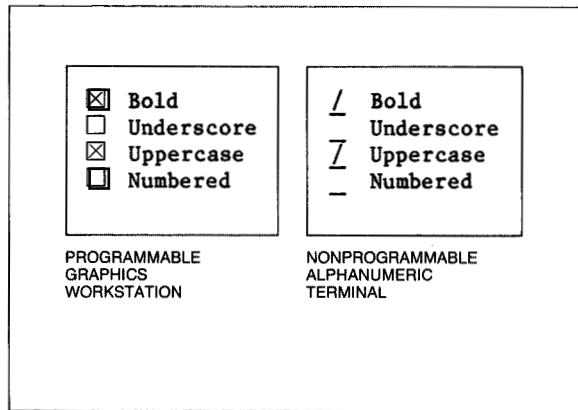 Bold
Underscore
Uppercase
Numbered
/ Bold
_ Underscore
/ Uppercase
_ Numbered
PROGRAMMABLE
GRAPHICS
WORKSTATION
NONPROGRAMMABLE
ALPHANUMERIC
TERMINAL